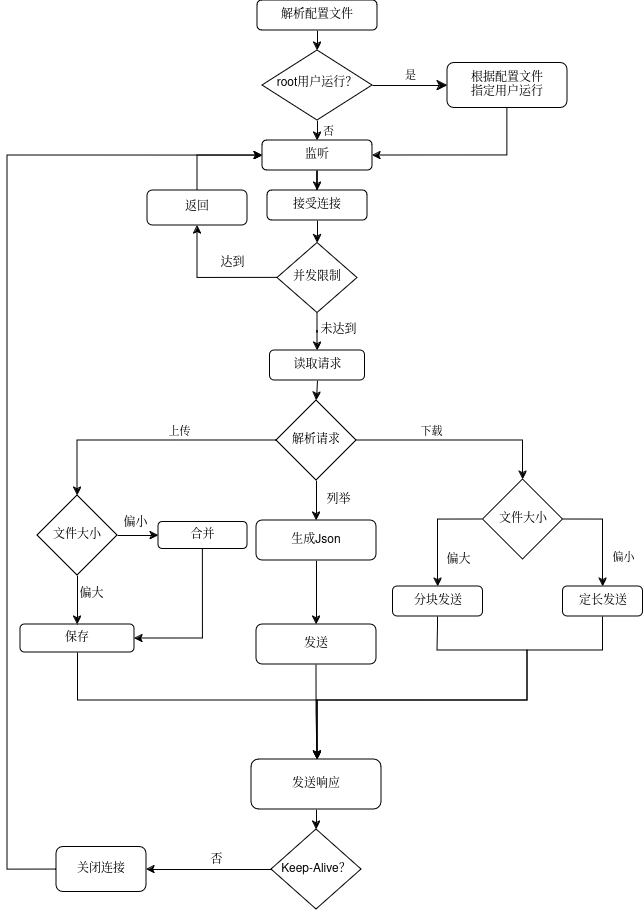 解析配置文件
root用户运行？
是
根据配置文件
指定用户运行
否
监听
返回
接受连接
达到
并发限制
未达到
读取请求
上传
解析请求
下载
列举
文件大小
偏小
合并
生成Json
文件大小
偏大
偏小
偏大
分块发送
定长发送
保存
发送
发送响应
否
Keep-Alive？
关闭连接